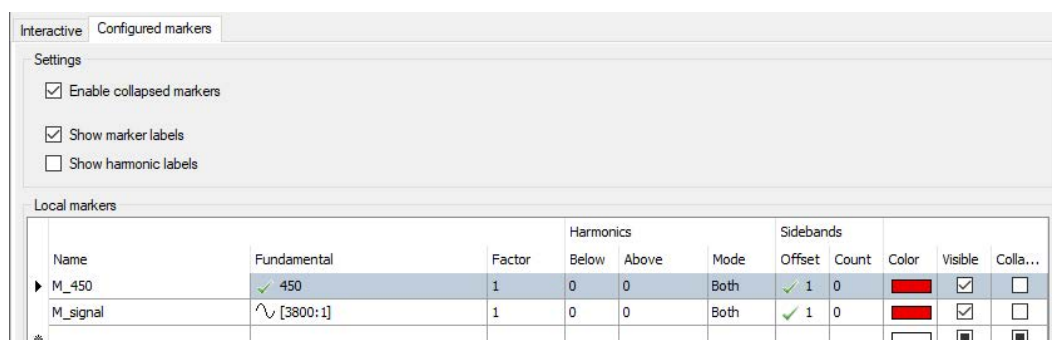 Interactive Configured markers
Settings
Enable collapsed markers
Show marker labels
Show harmonic labels
Local markers
Harmonics Sidebands
Name Fundamental Factor Below Above Mode Offset Count Color Visible Colla...
M_450 450 1 0 0 Both 1 0
M_signal [3800:1] 1 0 0 Both 1 0